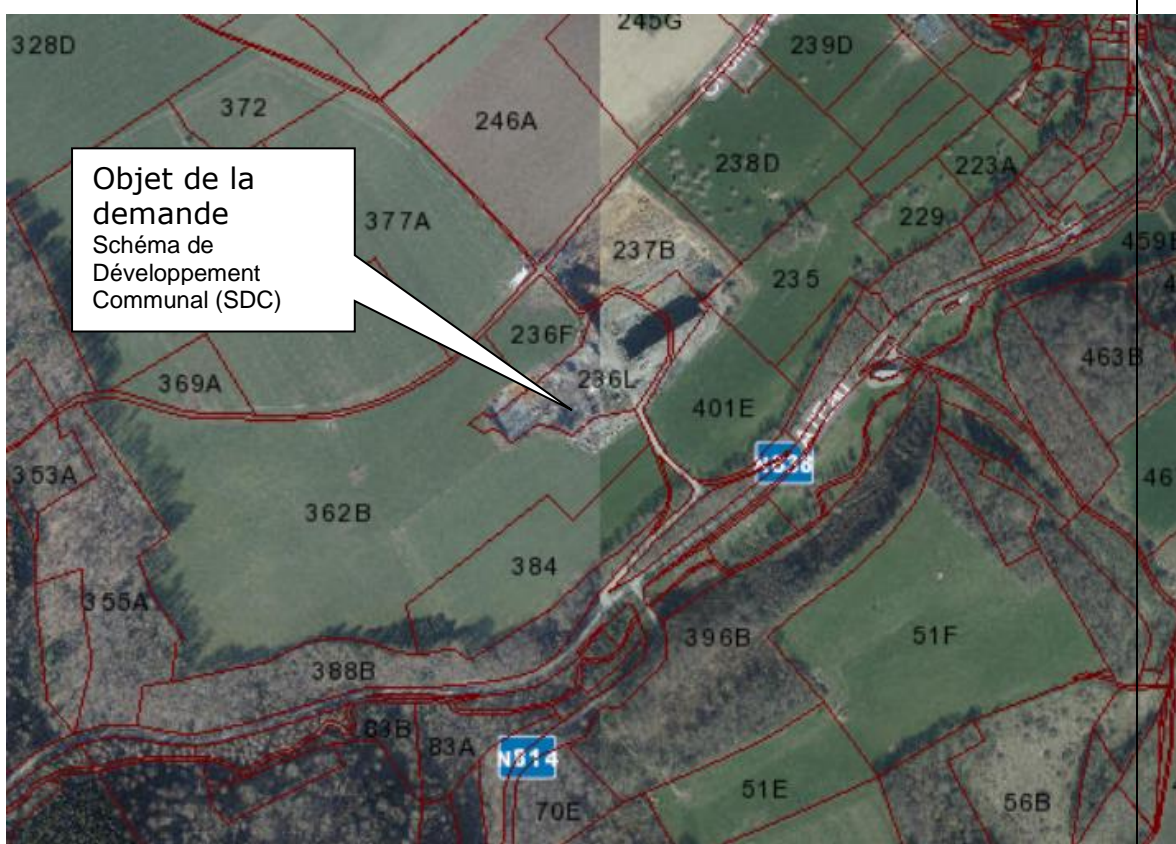 245G
328D
239D
372
246A
Objet de la
demande
Schéma de
Développement
Communal (SDC)
238D
223A
377A
229
237B
235
236F
463B
236L
369A
401E
353A
362B
384
355A
396B
51F
388B
83B
83A
51E
56B
70E